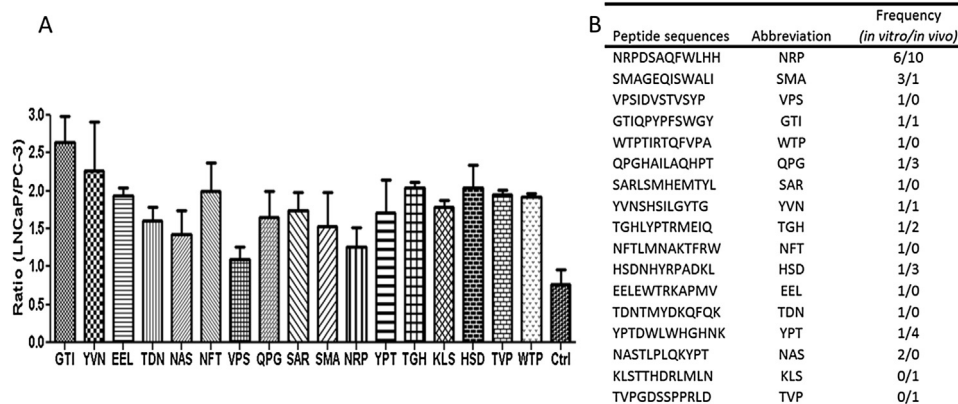 A
Ratio (LNCaP/PC-3)
3.0
2.5
2.0
1.5
1.0
0.5
0.0
GTI YVN EEL TDN NAS NFT VPS QPG SAR SMA NRP YPT TGH KLS HSD TVP WTP Ctrl
B
Frequency
Peptide sequences Abbreviation (in vitro/in vivo)
NRPDSAQFWLHH NRP 6/10
SMAGEQISWALI SMA 3/1
VPSIDVSTVSYP VPS 1/0
GTIQPYPFSWGY GTI 1/1
WTPTIRTQFVPA WTP 1/0
QPGHAILAQHPT QPG 1/3
SARLSMHEMTYL SAR 1/0
YVNSHSILGYTG YVN 1/1
TGHLYPTRMEIQ TGH 1/2
NFTLMNAKTFRW NFT 1/0
HSDNHYRPADKL HSD 1/3
EELEWTRKAPMV EEL 1/0
TDNTMYDKQFQK TDN 1/0
YPTDWLWHGHNK YPT 1/4
NASTLPLQKYPT NAS 2/0
KLSTTHDRLMLN KLS 0/1
TVPGDSSPPRLD TVP 0/1